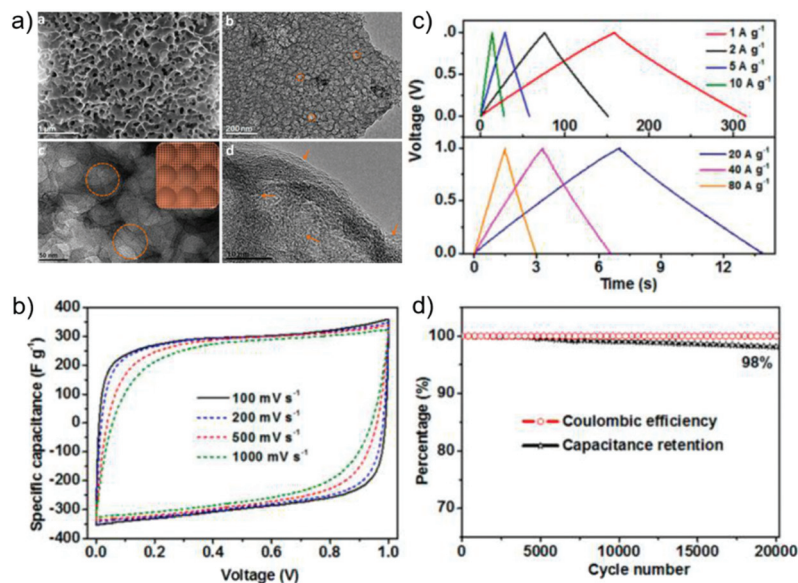 a)
a
1 μm
b
200 nm
c
50 nm
d
b)
Specific capacitance (F g-1)
400
300
200
100
0
-100
-200
-300
-400
100 mV s-1
200 mV s-1
500 mV s-1
1000 mV s-1
0.0 0.2 0.4 0.6 0.8 1.0
Voltage (V)
c)
Voltage (V)
.0
0.5
0.0
1 A g-1
2 A g-1
5 A g-1
10 A g-1
0 100 200 300
1.0
0.5
0.0
20 A g-1
40 A g-1
80 A g-1
0 3 6 9 12
Time (s)
d)
Percentage (%)
100
90
80
70
98%
Coulombic efficiency
Capacitance retention
5000 10000 15000 20000
Cycle number